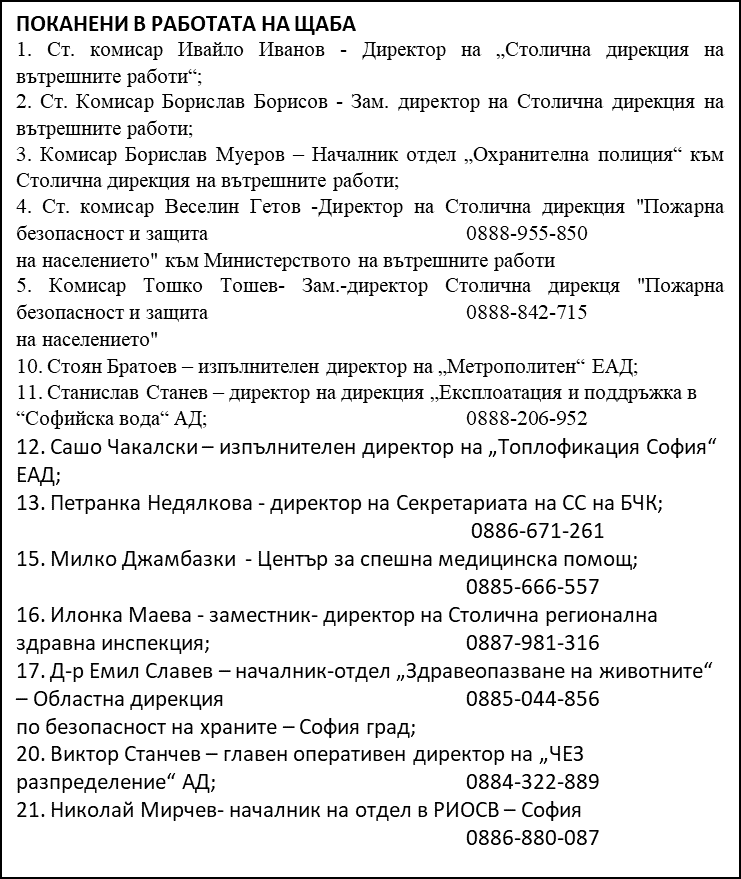 ПОКАНЕНИ В РАБОТАТА НА ЩАБА
1. Ст. комисар Ивайло Иванов - Директор на „Столична дирекция на
вътрешните работи“;
2. Ст. Комисар Борислав Борисов - Зам. директор на Столична дирекция на
вътрешните работи;
3. Комисар Борислав Муеров – Началник отдел „Охранителна полиция“ към
Столична дирекция на вътрешните работи;
4. Ст. комисар Веселин Гетов -Директор на Столична дирекция "Пожарна
безопасност и защита 0888-955-850
на населението" към Министерството на вътрешните работи
5. Комисар Тошко Тошев- Зам.-директор Столична дирекця "Пожарна
безопасност и защита 0888-842-715
на населението"
10. Стоян Братоев – изпълнителен директор на „Метрополитен“ ЕАД;
11. Станислав Станев – директор на дирекция „Експлоатация и поддръжка в
“Софийска вода“ АД; 0888-206-952
12. Сашо Чакалски – изпълнителен директор на „Топлофикация София“
ЕАД;
13. Петранка Недялкова - директор на Секретариата на СС на БЧК;
0886-671-261
15. Милко Джамбазки - Център за спешна медицинска помощ;
0885-666-557
16. Илонка Маева - заместник- директор на Столична регионална
здравна инспекция; 0887-981-316
17. Д-р Емил Славев – началник-отдел „Здравеопазване на животните“
– Областна дирекция 0885-044-856
по безопасност на храните – София град;
20. Виктор Станчев – главен оперативен директор на „ЧЕЗ
разпределение“ АД; 0884-322-889
21. Николай Мирчев- началник на отдел в РИОСВ – София
0886-880-087